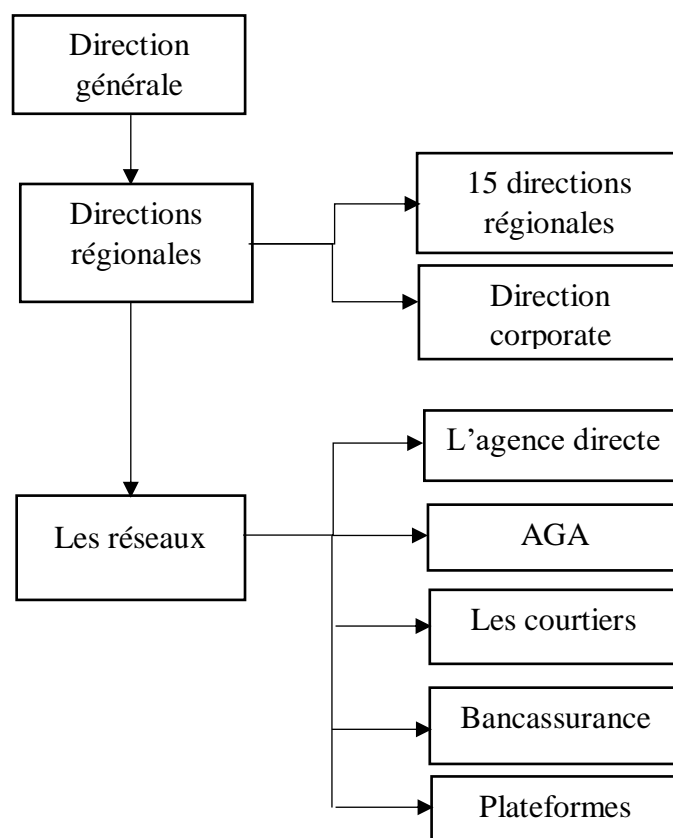 Direction
générale
Directions
régionales
15 directions
régionales
Direction
corporate
Les réseaux
L’agence directe
AGA
Les courtiers
Bancassurance
Plateformes